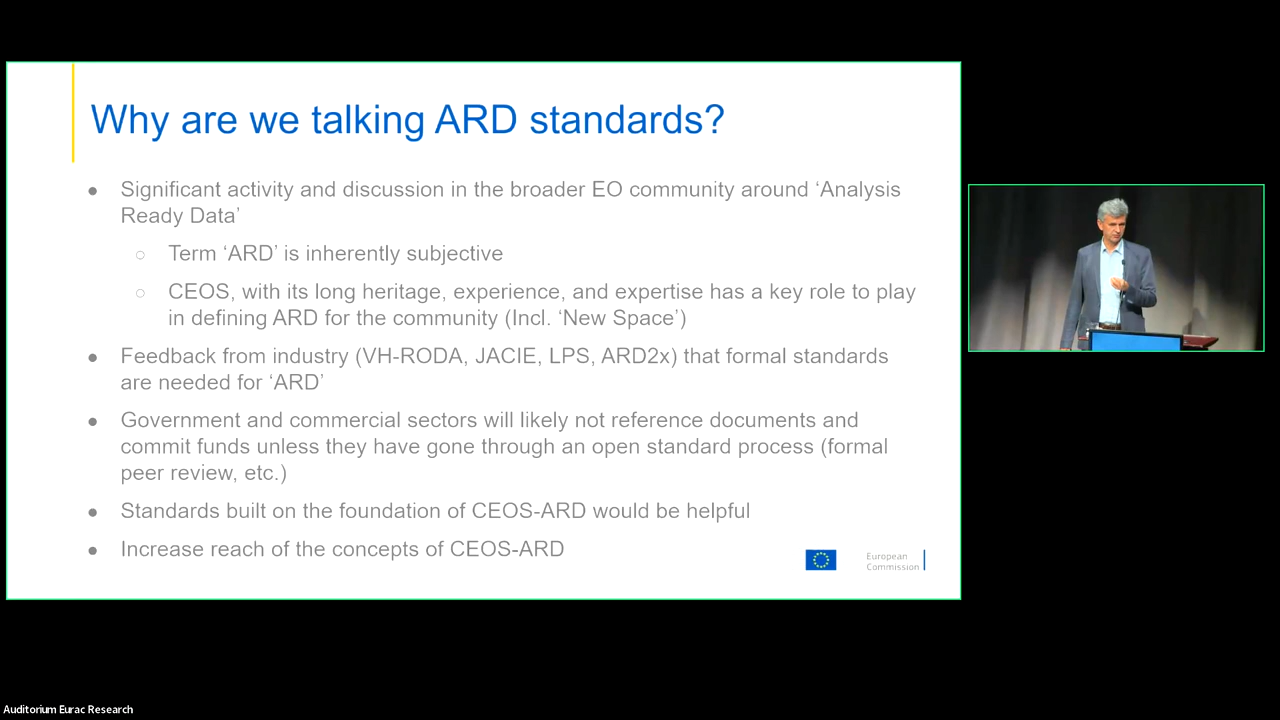 Why are we talking ARD standards?
● Significant activity and discussion in the broader EO community around ‘Analysis
Ready Data’
○ Term ‘ARD’ is inherently subjective
○ CEOS, with its long heritage, experience, and expertise has a key role to play
in defining ARD for the community (Incl. ‘New Space’)
● Feedback from industry (VH-RODA, JACIE, LPS, ARD2x) that formal standards
are needed for ‘ARD’
● Government and commercial sectors will likely not reference documents and
commit funds unless they have gone through an open standard process (formal
peer review, etc.)
● Standards built on the foundation of CEOS-ARD would be helpful
● Increase reach of the concepts of CEOS-ARD
European
Commission
Auditorium Eurac Research